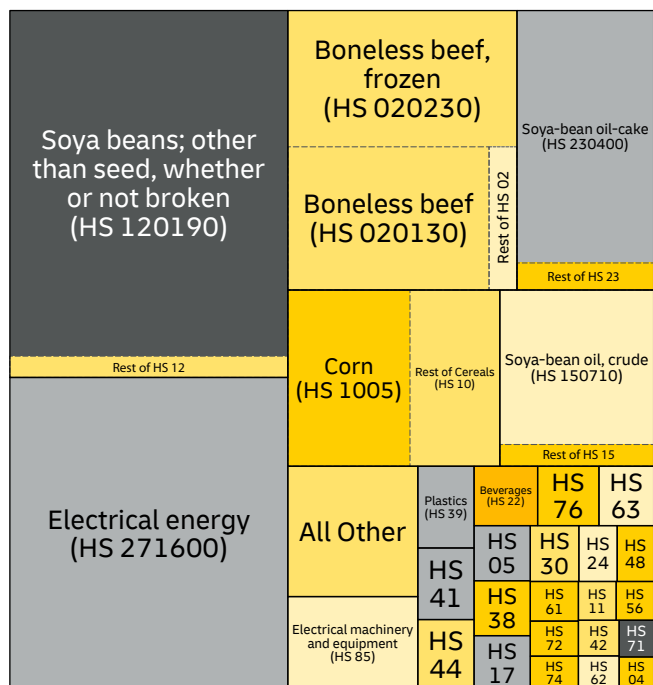 Soya beans; other
than seed, whether
or not broken
(HS 120190)
Rest of HS 12
Electrical energy
(HS 271600)
Boneless beef,
frozen
(HS 020230)
Boneless beef
(HS 020130)
Rest of HS 02
Soya-bean oil-cake
(HS 230400)
Rest of HS 23
Corn
(HS 1005)
Rest of Cereals
(HS 10)
Soya-bean oil, crude
(HS 150710)
Rest of HS 15
All Other
Electrical machinery
and equipment
(HS 85)
Plastics
(HS 39)
HS
41
HS
44
Beverages
(HS 22)
HS
05
HS
38
HS
17
HS
76
HS
63
HS
30
HS
24
HS
48
HS
61
HS
11
HS
56
HS
72
HS
42
HS
71
HS
74
HS
62
HS
04